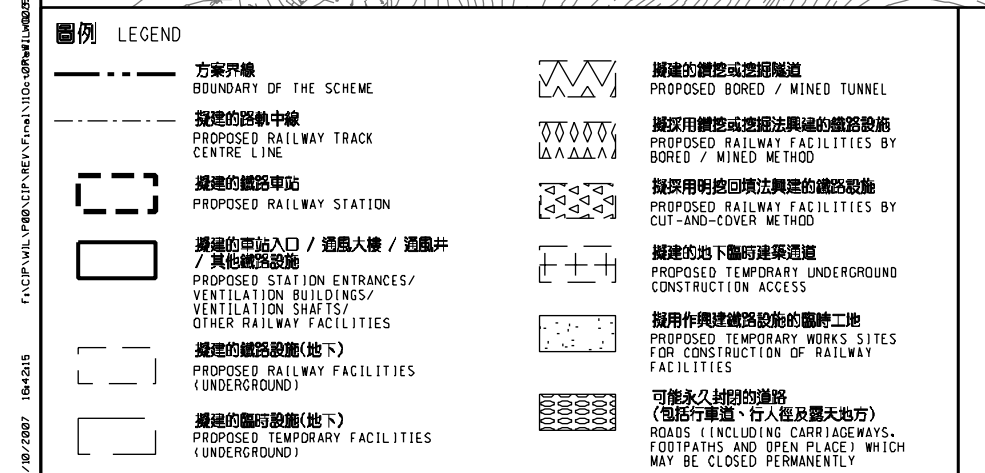 圖例 LEGEND
方案界線
BOUNDARY OF THE SCHEME
擬建的路軌中線
PROPOSED RAILWAY TRACK
CENTRE LINE
擬建的鐵路車站
PROPOSED RAILWAY STATION
擬建的車站入口 / 通風大樓 / 通風井
/ 其他鐵路設施
PROPOSED STATION ENTRANCES/
VENTILATION BUILDINGS/
VENTILATION SHAFTS/
OTHER RAILWAY FACILITIES
擬建的鐵路設施(地下)
PROPOSED RAILWAY FACILITIES
(UNDERGROUND)
擬建的臨時設施(地下)
PROPOSED TEMPORARY FACILITIES
(UNDERGROUND)
擬建的鑽挖或挖掘隧道
PROPOSED BORED / MINED TUNNEL
擬採用鑽挖或挖掘法興建的鐵路設施
PROPOSED RAILWAY FACILITIES BY
BORED / MINED METHOD
擬採用明挖回填法興建的鐵路設施
PROPOSED RAILWAY FACILITIES BY
CUT-AND-COVER METHOD
擬建的地下臨時建築通道
PROPOSED TEMPORARY UNDERGROUND
CONSTRUCTION ACCESS
擬用作興建鐵路設施的臨時工地
PROPOSED TEMPORARY WORKS SITES
FOR CONSTRUCTION OF RAILWAY
FACILITIES
可能永久封閉的道路
(包括行車道、行人徑及露天地方)
ROADS (INCLUDING CARRIAGEWAYS,
FOOTPATHS AND OPEN PLACE) WHICH
MAY BE CLOSED PERMANENTLY
/10/2007 16:42:15